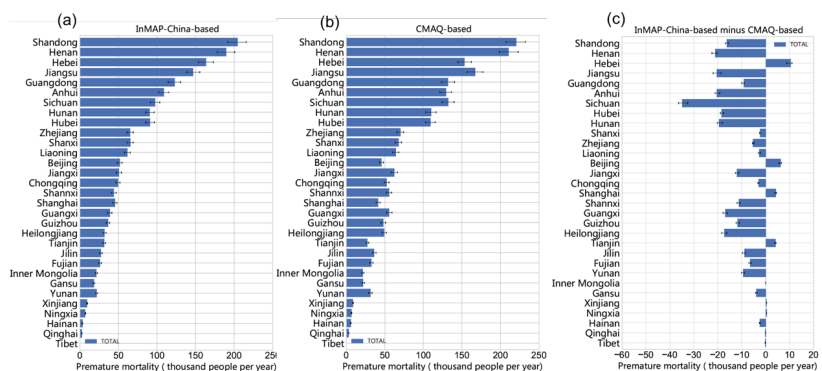 (a)
InMAP-China-based
Shandong
Henan
Hebei
Jiangsu
Guangdong
Anhui
Sichuan
Hunan
Hubei
Zhejiang
Shanxi
Liaoning
Beijing
Jiangxi
Chongqing
Shannxi
Shanghai
Guangxi
Guizhou
Heilongjiang
Tianjin
Jilin
Fujian
Inner Mongolia
Gansu
Yunan
Xinjiang
Ningxia
Hainan
Qinghai
Tibet
TOTAL
0 50 100 150 200 250
Premature mortality ( thousand people per year)
(b)
CMAQ-based
Shandong
Henan
Hebei
Jiangsu
Guangdong
Anhui
Sichuan
Hunan
Hubei
Zhejiang
Shanxi
Liaoning
Beijing
Jiangxi
Chongqing
Shannxi
Shanghai
Guangxi
Guizhou
Heilongjiang
Tianjin
Jilin
Fujian
Inner Mongolia
Gansu
Yunan
Xinjiang
Ningxia
Hainan
Qinghai
Tibet
TOTAL
0 50 100 150 200 250
Premature mortality ( thousand people per year)
(c)
InMAP-China-based minus CMAQ-based
TOTAL
Shandong
Henan
Hebei
Jiangsu
Guangdong
Anhui
Sichuan
Hubei
Hunan
Shanxi
Zhejiang
Liaoning
Beijing
Jiangxi
Chongqing
Shanghai
Shannxi
Guangxi
Guizhou
Heilongjiang
Tianjin
Jilin
Fujian
Yunan
Inner Mongolia
Gansu
Xinjiang
Ningxia
Hainan
Qinghai
Tibet
−60 −50 −40 −30 −20 −10 0 10 20
Premature mortality ( thousand people per year)